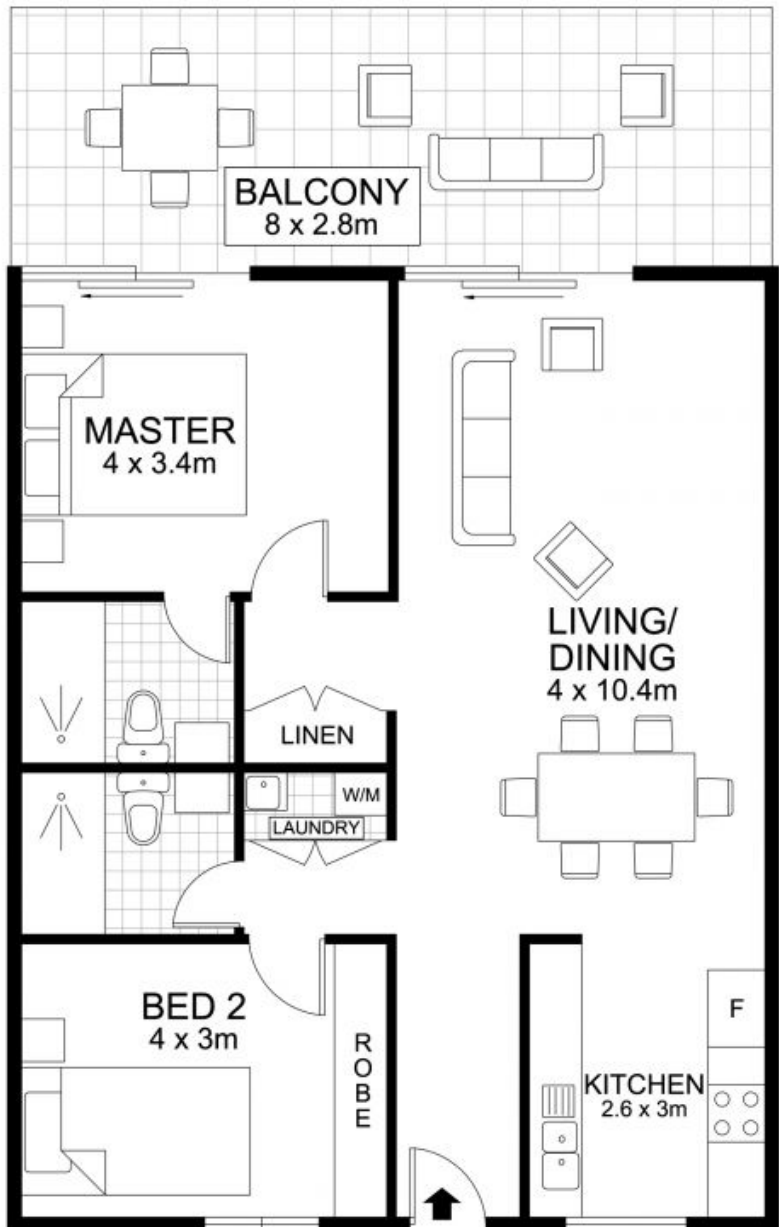 BALCONY
8 x 2.8m
MASTER
4 x 3.4m
LIVING/
DINING
4 x 10.4m
LINEN
W/M
LAUNDRY
BED 2
4 x 3m
ROBE
F
KITCHEN
2.6 x 3m